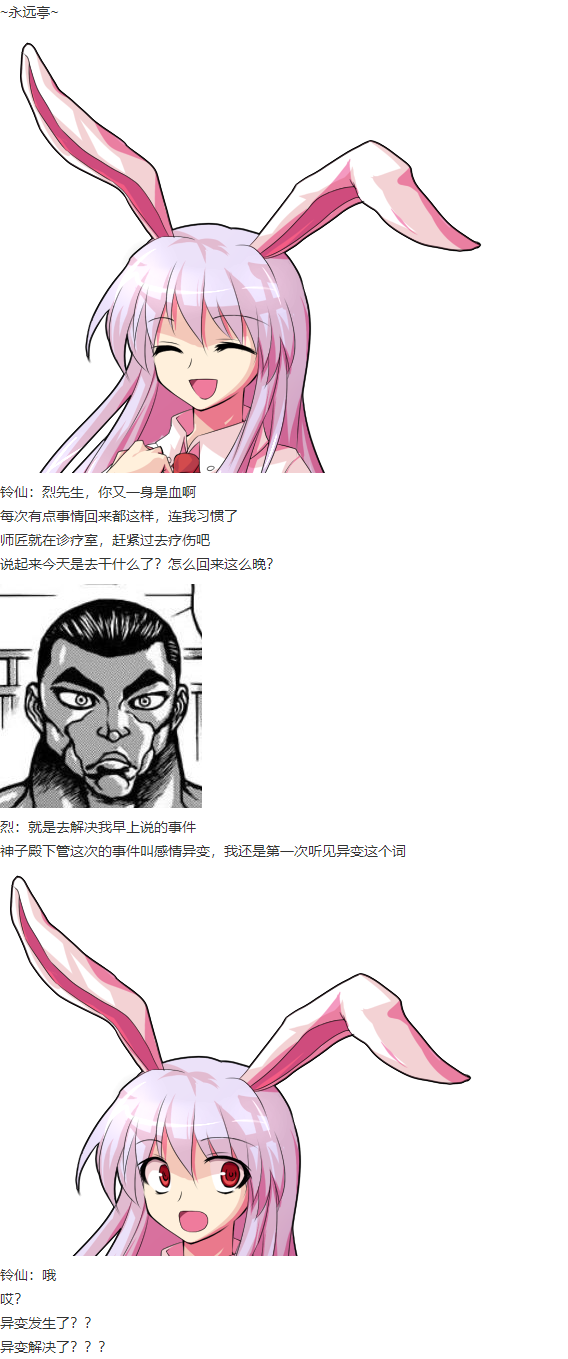 ~永远亭~
铃仙：烈先生，你又一身是血啊
每次有点事情回来都这样，连我习惯了
师匠就在诊疗室，赶紧过去疗伤吧
说起来今天是去干什么了？怎么回来这么晚？
烈：就是去解决我早上说的事件
神子殿下管这次的事件叫感情异变，我还是第一次听见异变这个词
铃仙：哦
哎？
异变发生了？？
异变解决了？？？